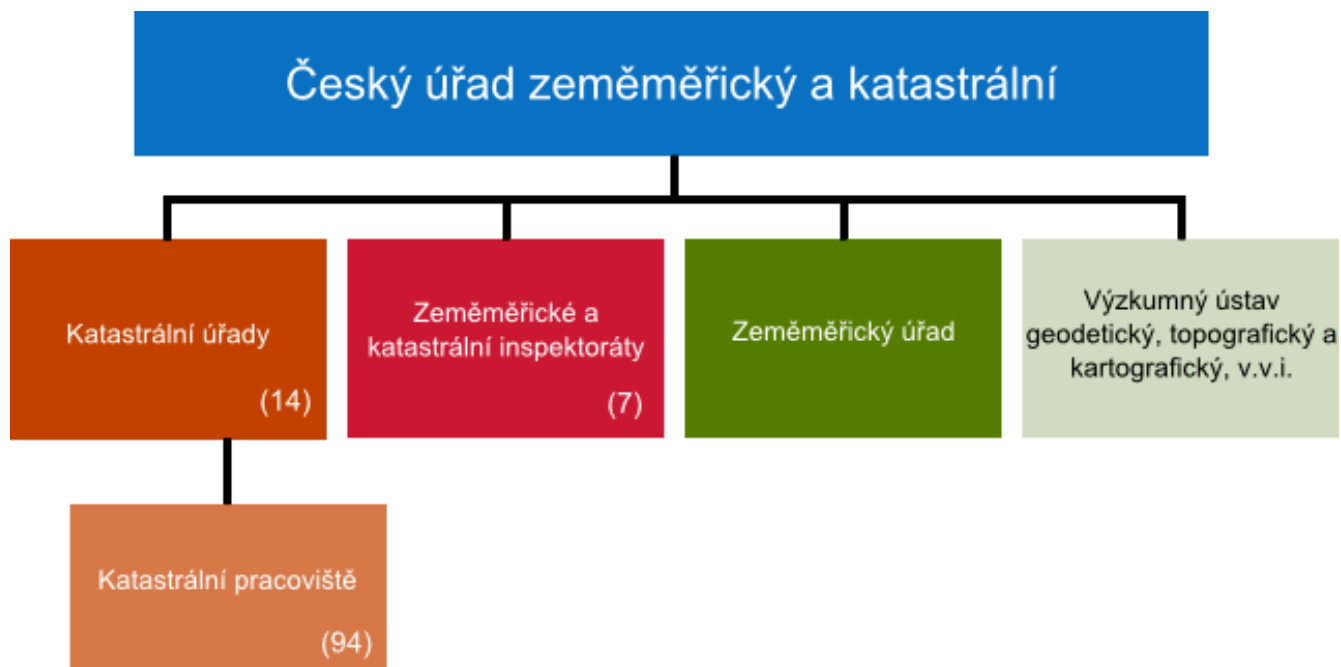 Český úřad zeměměřický a katastrální
Katastrální úřady
(14)
Zeměměřické a
katastrální inspektoráty
(7)
Zeměměřický úřad
Výzkumný ústav
geodetický, topografický a
kartografický, v.v.i.
Katastrální pracoviště
(94)